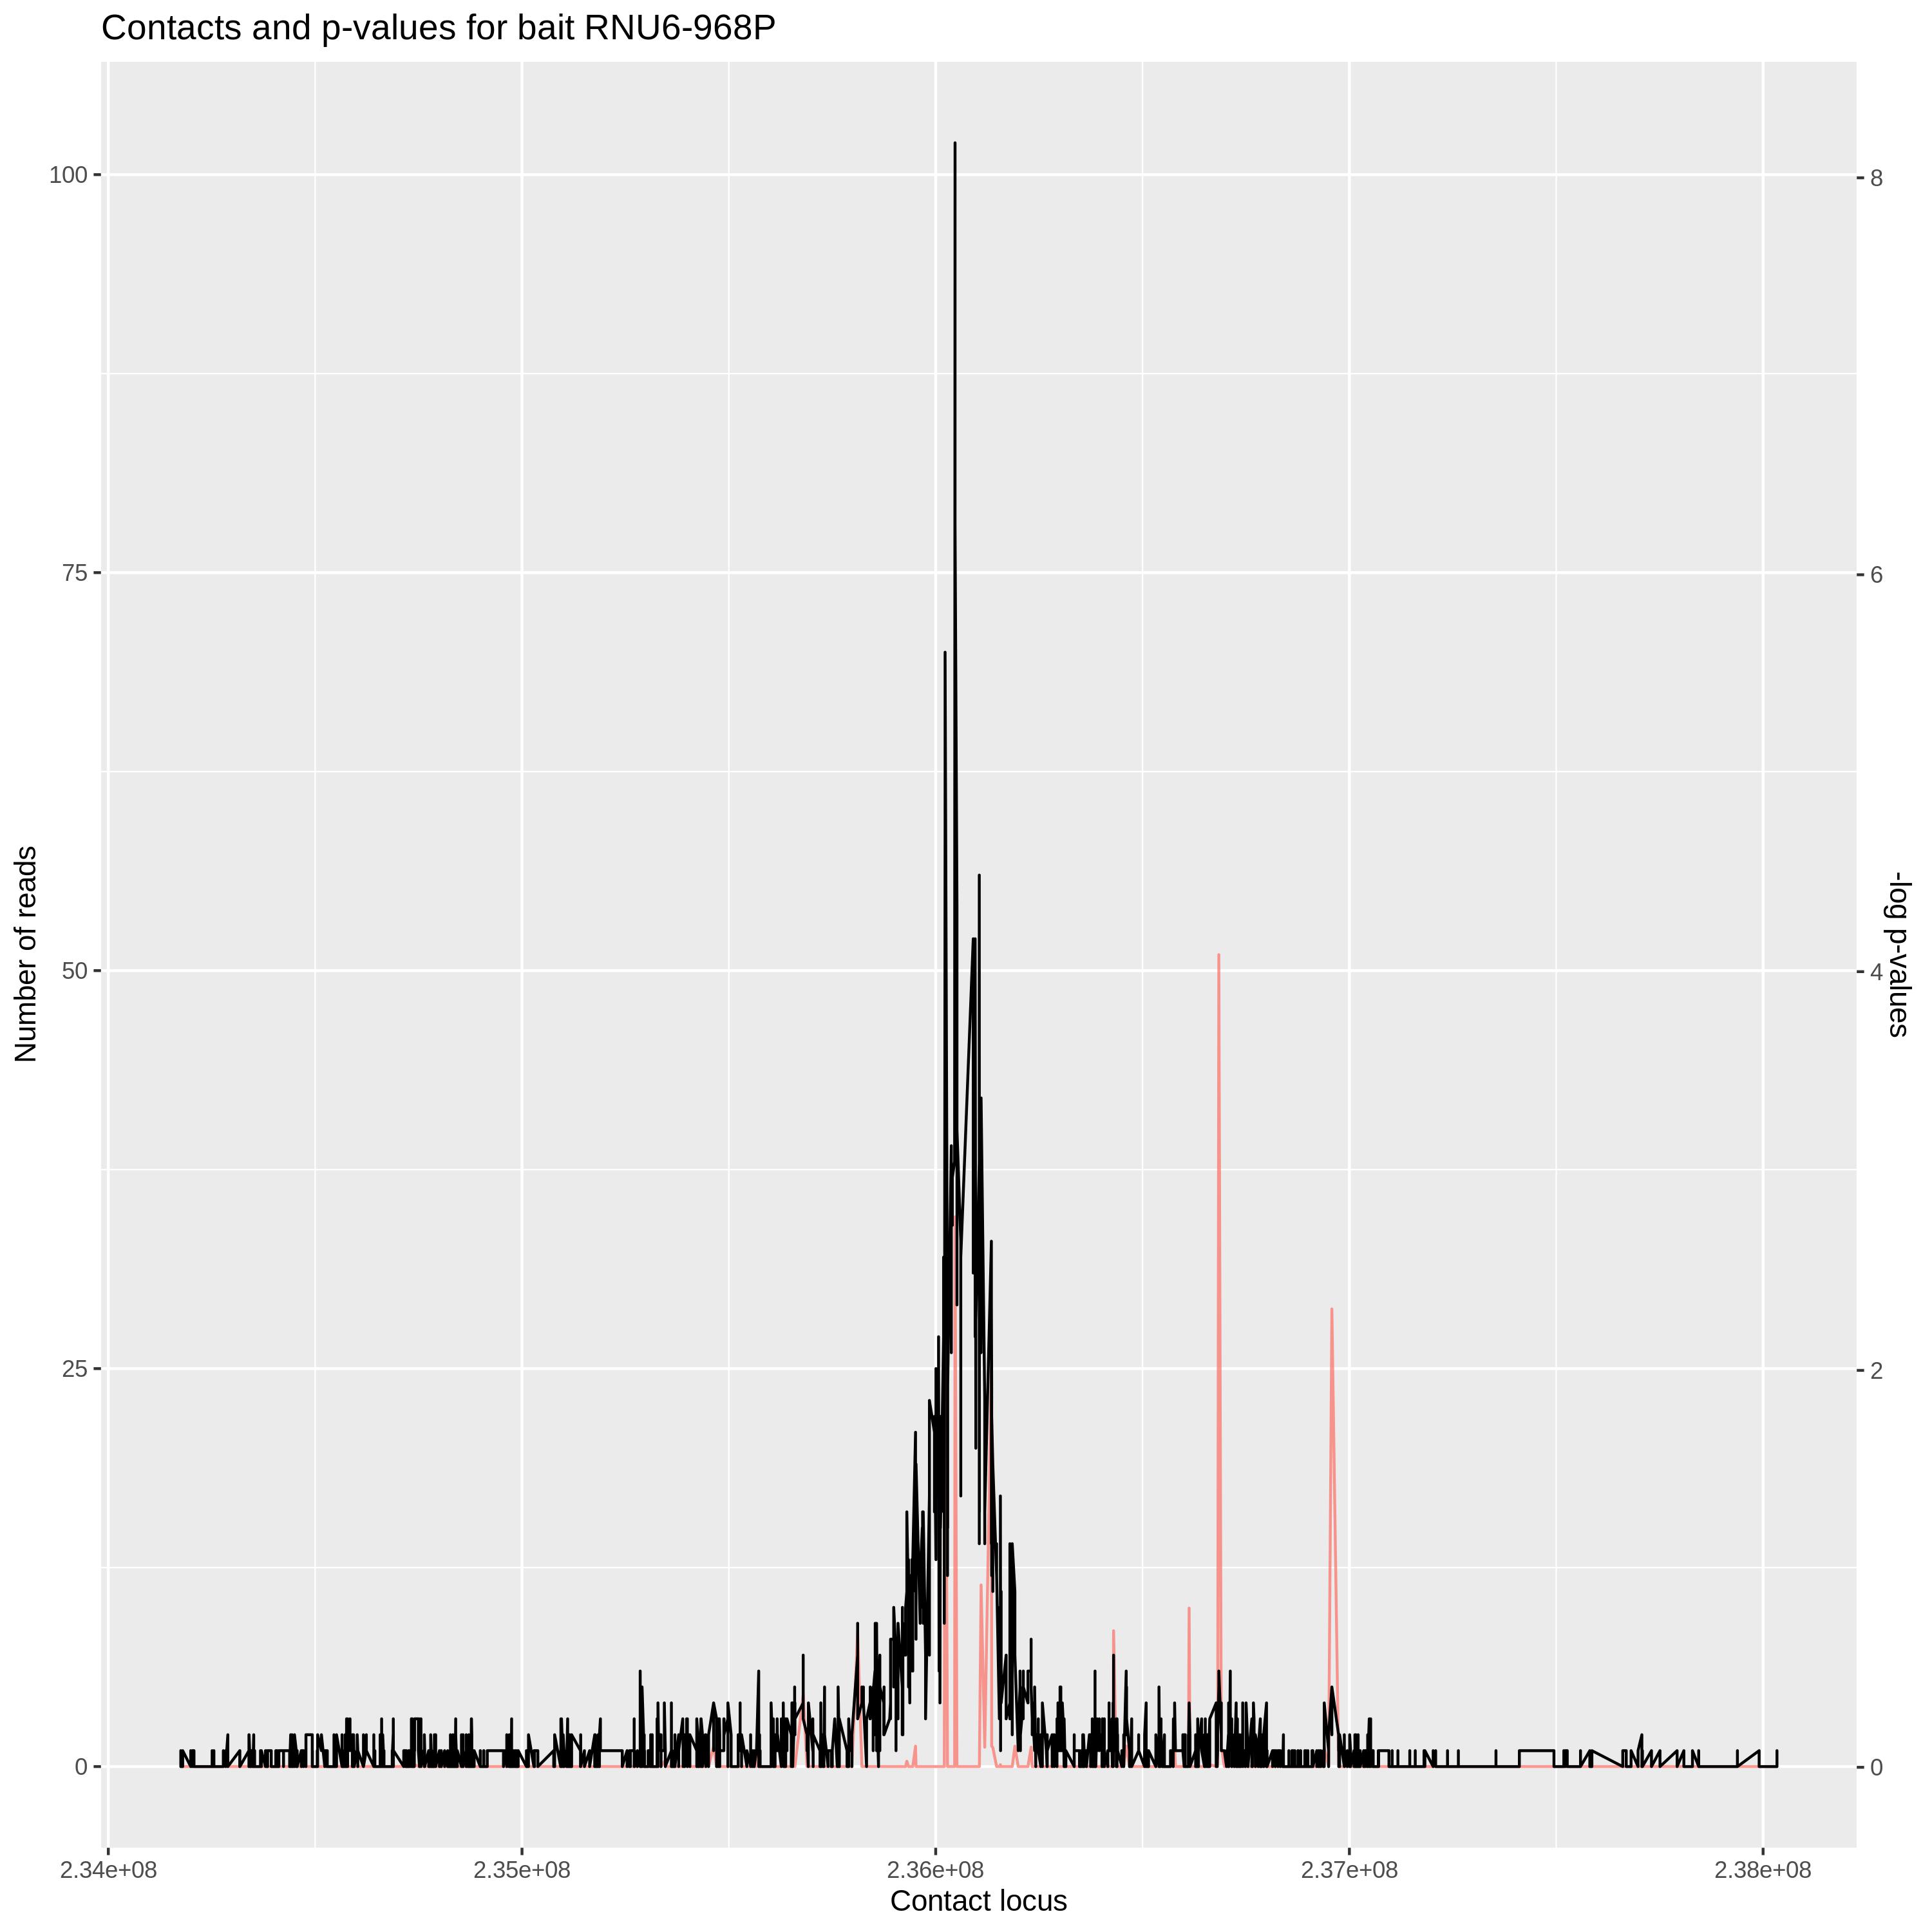 Contacts and p-values for bait RNU6-968P
100
75
50
25
0
Number of reads
8
6
4
2
0
-log p-values
2.34e+08
2.35e+08
2.36e+08
2.37e+08
2.38e+08
Contact locus